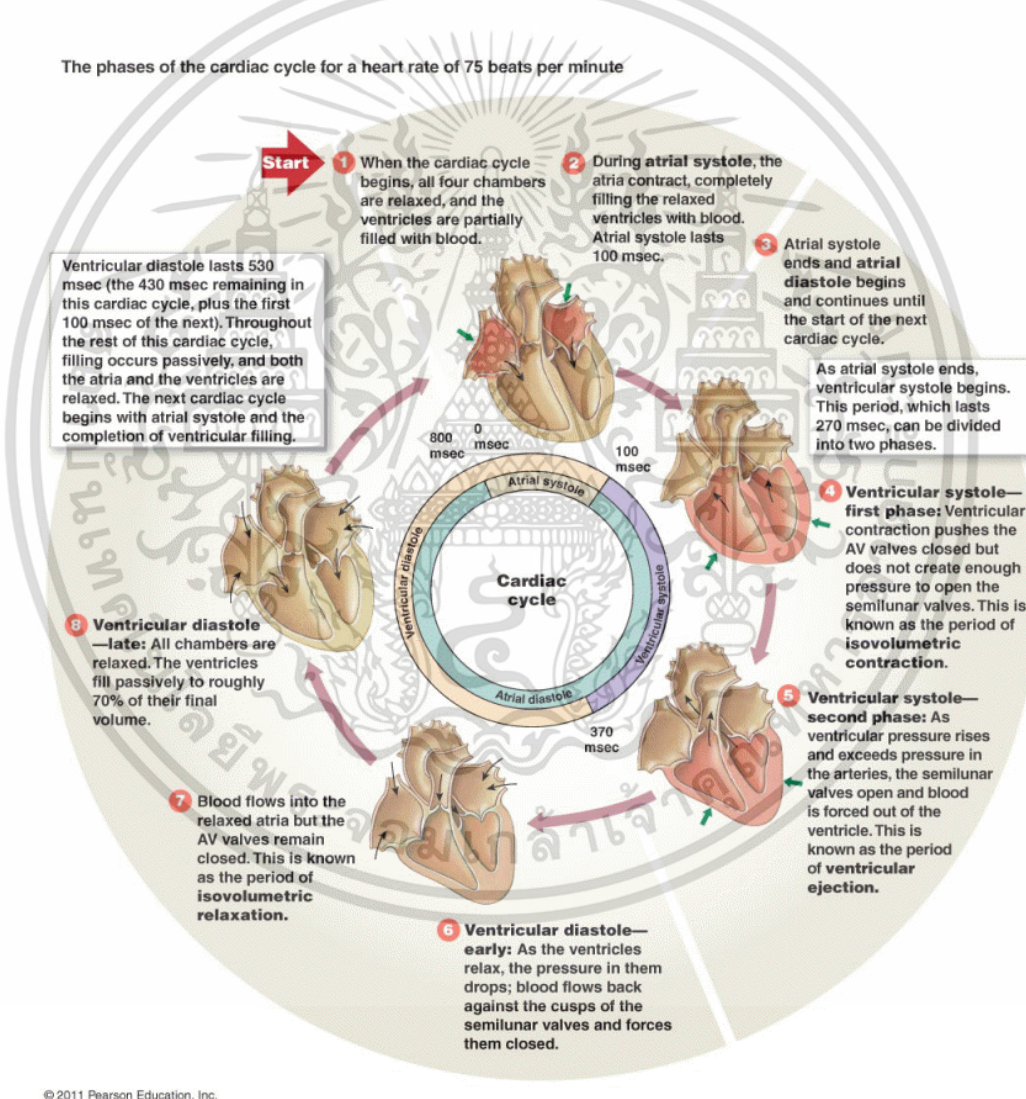 The phases of the cardiac cycle for a heart rate of 75 beats per minute
Start
1 When the cardiac cycle
begins, all four chambers
are relaxed, and the
ventricles are partially
filled with blood.
2 During atrial systole, the
atria contract, completely
filling the relaxed
ventricles with blood.
Atrial systole lasts
100 msec.
3 Atrial systole
ends and atrial
diastole begins
and continues until
the start of the next
cardiac cycle.
As atrial systole ends,
ventricular systole begins.
This period, which lasts
270 msec, can be divided
into two phases.
4 Ventricular systole—
first phase: Ventricular
contraction pushes the
AV valves closed but
does not create enough
pressure to open the
semilunar valves. This is
known as the period of
isovolumetric
contraction.
5 Ventricular systole—
second phase: As
ventricular pressure rises
and exceeds pressure in
the arteries, the semilunar
valves open and blood
is forced out of the
ventricle. This is
known as the period
of ventricular
ejection.
6 Ventricular diastole—
early: As the ventricles
relax, the pressure in them
drops; blood flows back
against the cusps of the
semilunar valves and forces
them closed.
7 Blood flows into the
relaxed atria but the
AV valves remain
closed. This is known
as the period of
isovolumetric
relaxation.
8 Ventricular diastole
—late: All chambers are
relaxed. The ventricles
fill passively to roughly
70% of their final
volume.
Ventricular diastole lasts 530
msec (the 430 msec remaining in
this cardiac cycle, plus the first
100 msec of the next). Throughout
the rest of this cardiac cycle,
filling occurs passively, and both
the atria and the ventricles are
relaxed. The next cardiac cycle
begins with atrial systole and the
completion of ventricular filling.
800
msec
0
msec
100
msec
370
msec
Atrial systole
Ventricular systole
Atrial diastole
Ventricular diastole
Cardiac
cycle
© 2011 Pearson Education, Inc.